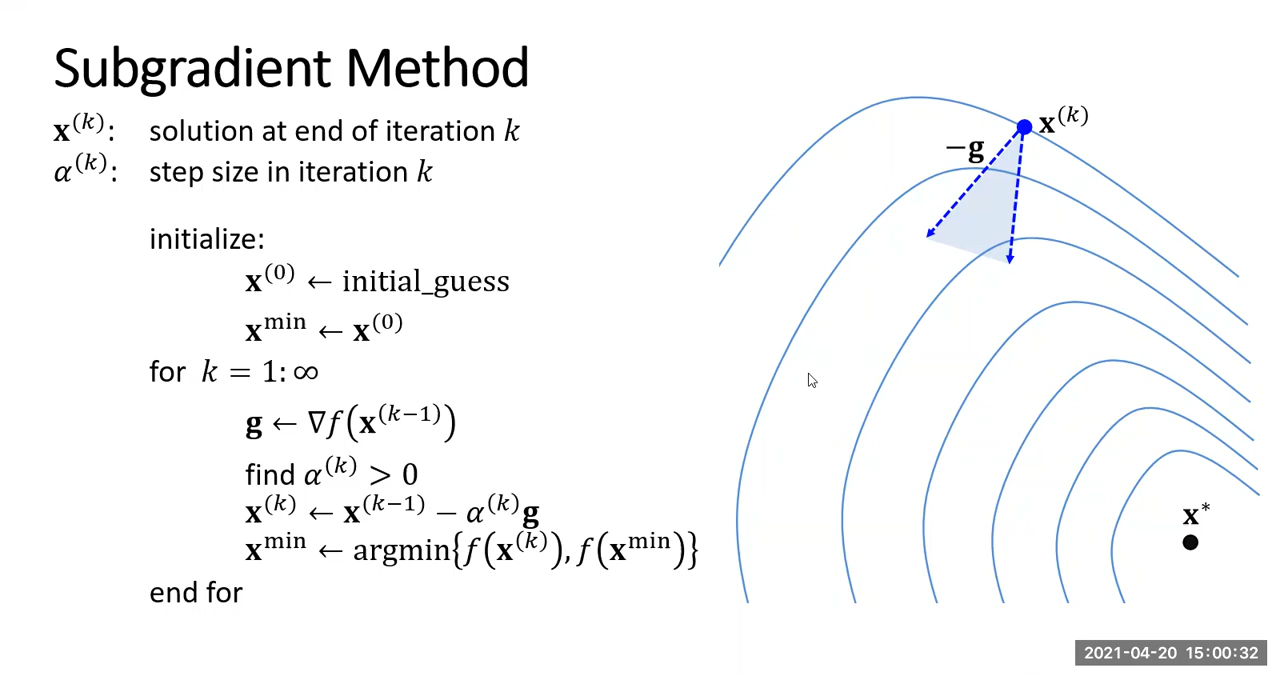 Subgradient Method
𝐱^(k): solution at end of iteration k
α^(k): step size in iteration k
initialize:
𝐱^(0) ← initial_guess
𝐱^min ← 𝐱^(0)
for k = 1: ∞
𝐠 ← ∇f(𝐱^(k−1))
find α^(k) > 0
𝐱^(k) ← 𝐱^(k−1) − α^(k)𝐠
𝐱^min ← argmin{f(𝐱^(k)), f(𝐱^min)}
end for
𝐱^(k)
−𝐠
𝐱^*
2021-04-20 15:00:32